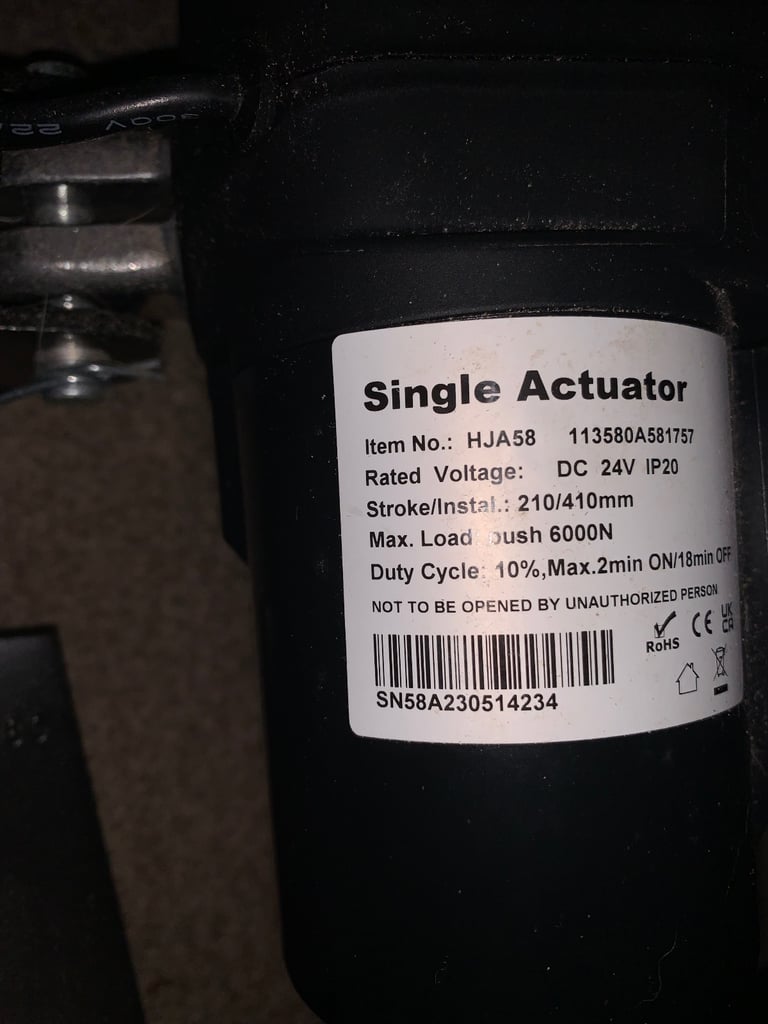 300V
22A
Single Actuator
Item No.: HJA58 113580A581757
Rated Voltage: DC 24V IP20
Stroke/Instal.: 210/410mm
Max. Load push 6000N
Duty Cycle: 10%,Max.2min ON/18min OFF
NOT TO BE OPENED BY UNAUTHORIZED PERSON
RoHS CE UK CA
SN58A230514234